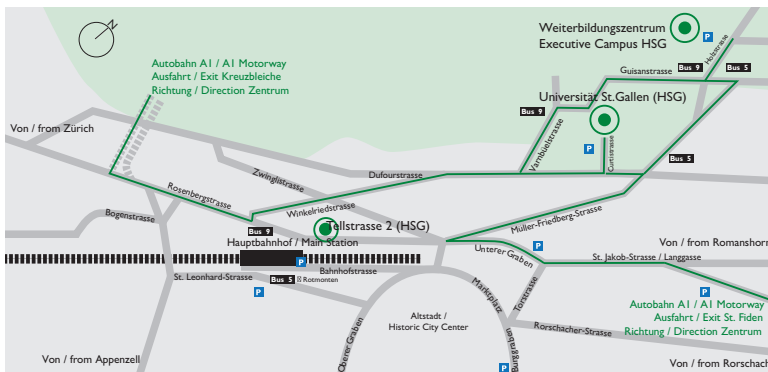 N
Weiterbildungszentrum
Executive Campus HSG
P
Holzstrasse
Autobahn A1 / A1 Motorway
Ausfahrt / Exit Kreuzbleiche
Richtung / Direction Zentrum
Guisanstrasse
Bus 9
Bus 5
Universität St.Gallen (HSG)
Bus 9
Von / from Zürich
Varnbüelstrasse
P
Curtistrasse
Bus 5
Zwinglistrasse
Dufourstrasse
Rosenbergstrasse
Winkelriedstrasse
Bogenstrasse
Müller-Friedberg-Strasse
Tellstrasse 2 (HSG)
Bus 9
Hauptbahnhof / Main Station
P
Unterer Graben
P
Von / from Romanshorn
St. Jakob-Strasse / Langgasse
P
St. Leonhard-Strasse
Bahnhofstrasse
Bus 5
Rotmonten
P
Marktplatz
Torstrasse
P
Autobahn A1 / A1 Motorway
Ausfahrt / Exit St. Fiden
Richtung / Direction Zentrum
Altstadt /
Historic City Center
Oberer Graben
Burggraben
Rorschacher-Strasse
Von / from Appenzell
P
Von / from Rorschach